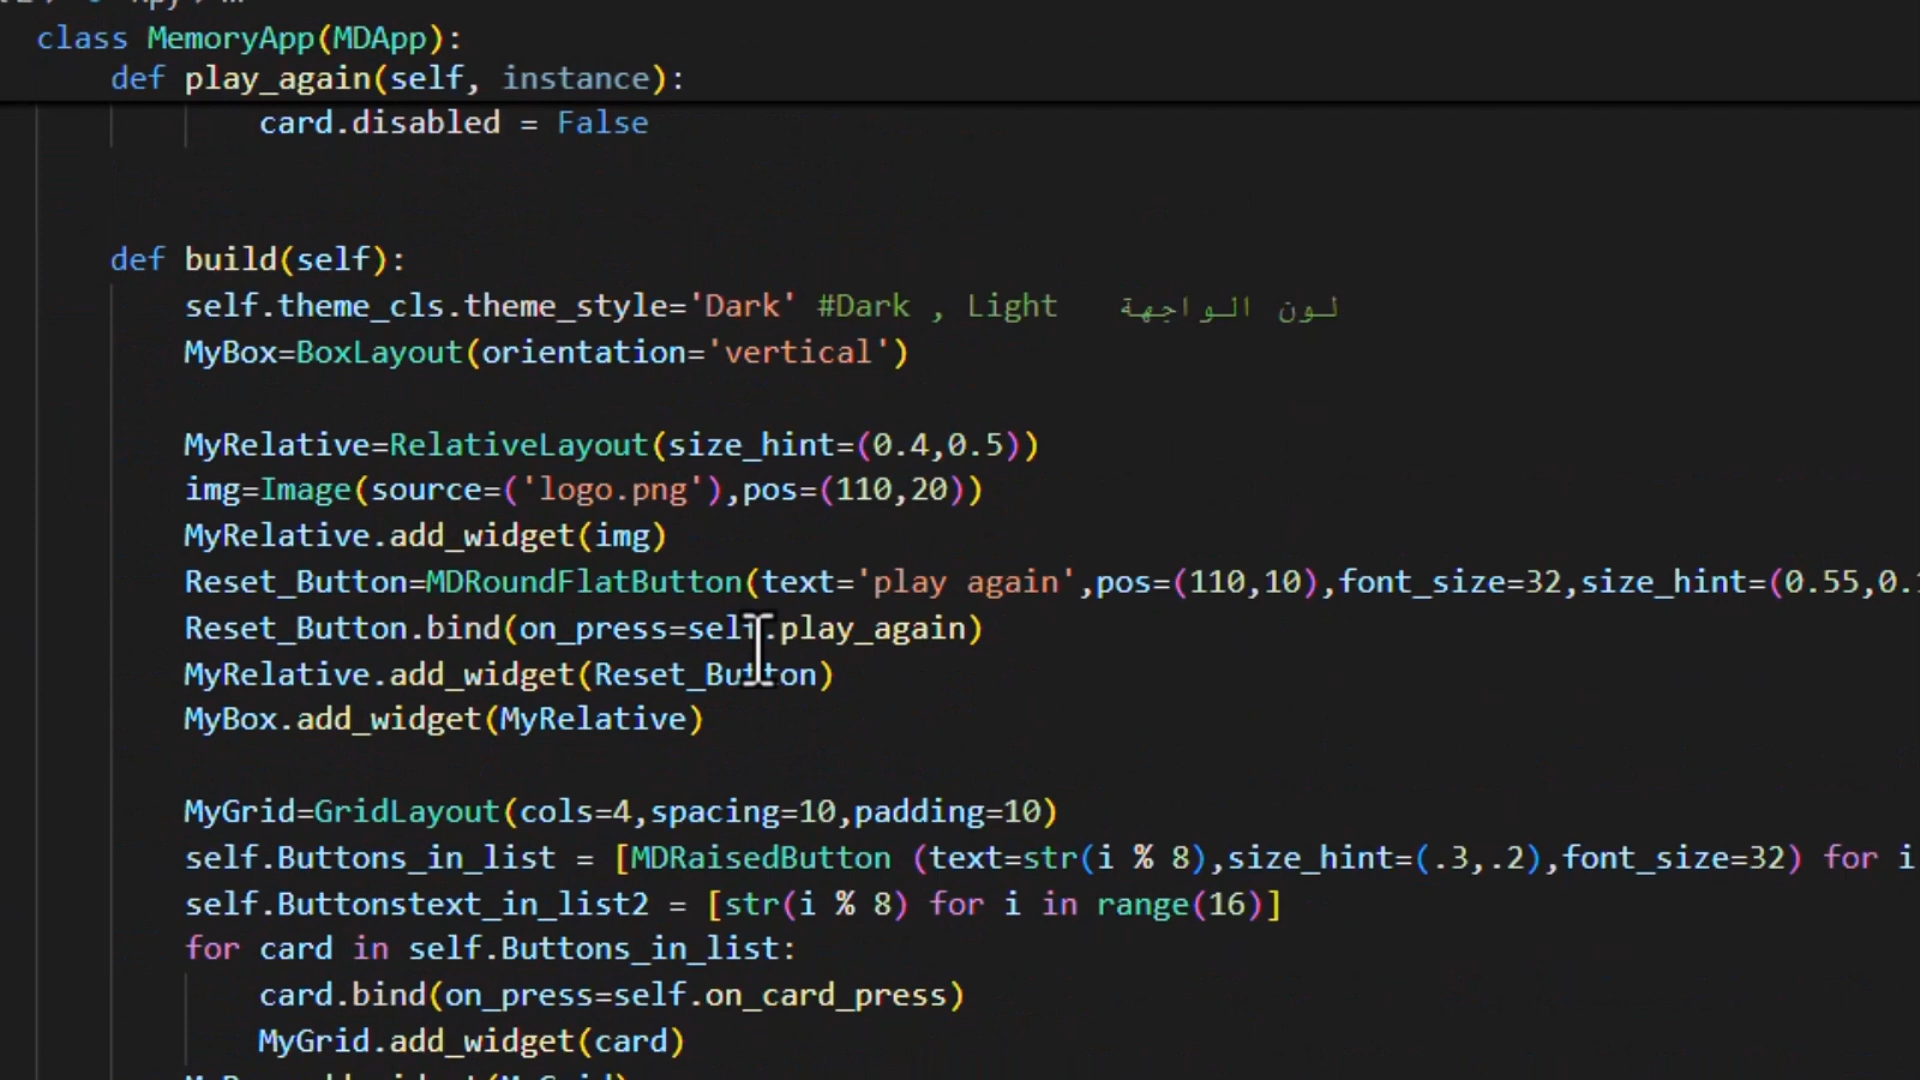 class MemoryApp(MDApp):
def play_again(self, instance):
card.disabled = False
def build(self):
self.theme_cls.theme_style='Dark' #Dark , Light لون الواجهة
MyBox=BoxLayout(orientation='vertical')
MyRelative=RelativeLayout(size_hint=(0.4,0.5))
img=Image(source=('logo.png'),pos=(110,20))
MyRelative.add_widget(img)
Reset_Button=MDRoundFlatButton(text='play again',pos=(110,10),font_size=32,size_hint=(0.55,0.1
Reset_Button.bind(on_press=self.play_again)
MyRelative.add_widget(Reset_Button)
MyBox.add_widget(MyRelative)
MyGrid=GridLayout(cols=4,spacing=10,padding=10)
self.Buttons_in_list = [MDRaisedButton (text=str(i % 8),size_hint=(.3,.2),font_size=32) for i
self.Buttonstext_in_list2 = [str(i % 8) for i in range(16)]
for card in self.Buttons_in_list:
card.bind(on_press=self.on_card_press)
MyGrid.add_widget(card)